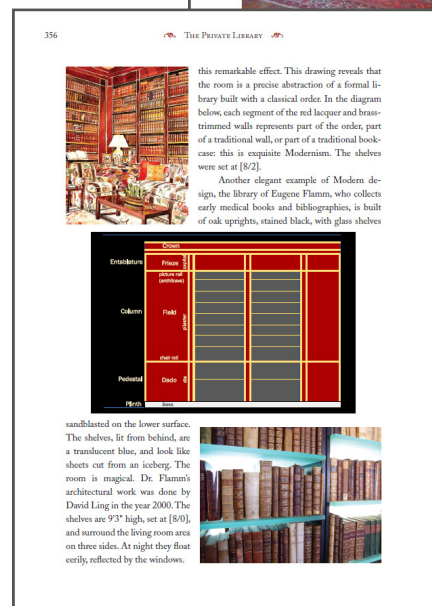 356
The Private Library
this remarkable effect. This drawing reveals that
the room is a precise abstraction of a formal li-
brary built with a classical order. In the diagram
below, each segment of the red lacquer and brass-
trimmed walls represents part of the order, part
of a traditional wall, or part of a traditional book-
case: this is exquisite Modernism. The shelves
were set at [8/2].
Another elegant example of Modern de-
sign, the library of Eugene Flamm, who collects
early medical books and bibliographies, is built
of oak uprights, stained black, with glass shelves
Crown
Entablature
Frieze
capital
picture rail
(architrave)
Column
Field
pilaster
chair rail
Pedestal
Dado
die
Plinth
Base
sandblasted on the lower surface.
The shelves, lit from behind, are
a translucent blue, and look like
sheets cut from an iceberg. The
room is magical. Dr. Flamm's
architectural work was done by
David Ling in the year 2000. The
shelves are 9'3" high, set at [8/0],
and surround the living room area
on three sides. At night they float
eerily, reflected by the windows.